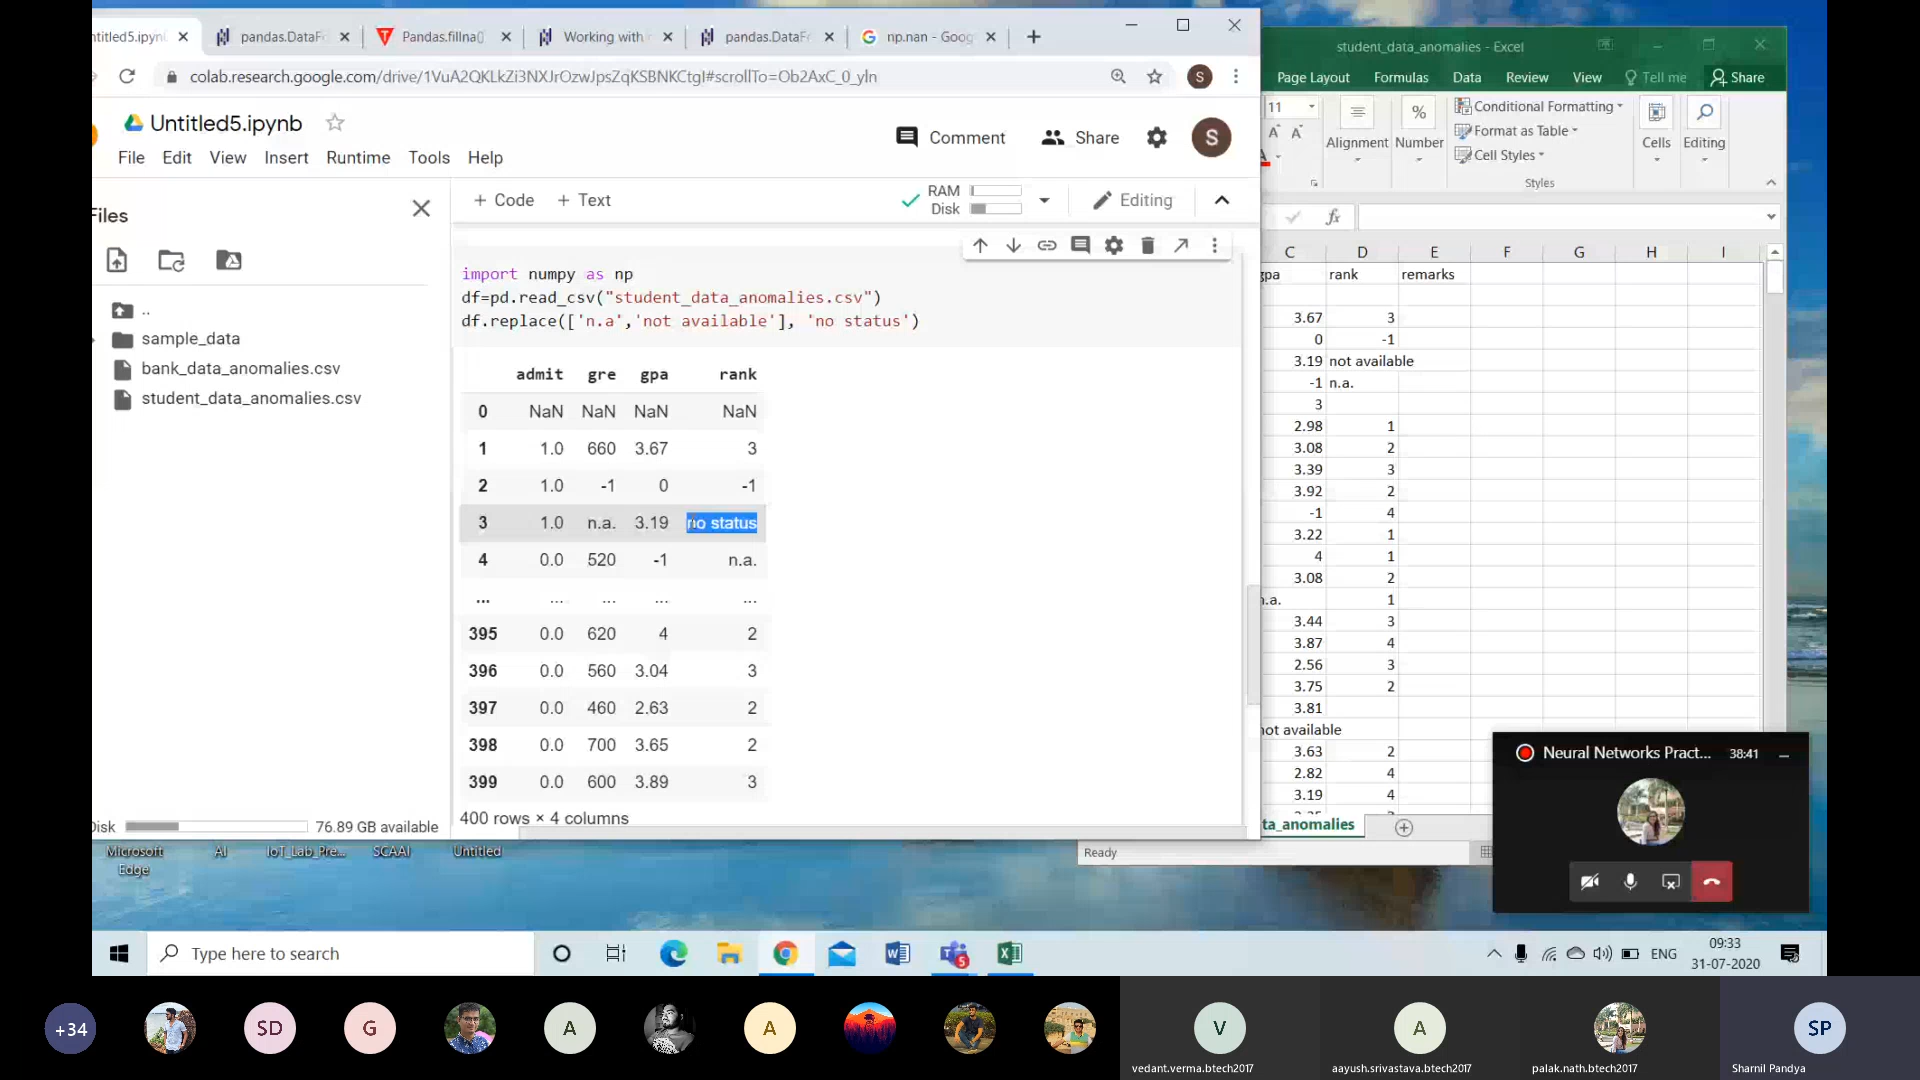 ntitled5.ipyn
pandas.DataF
Pandas.fillna()
Working with
pandas.DataF
np.nan - Goog
colab.research.google.com/drive/1VuA2QKLkZi3NXJrOzwJpsZqKSBNKCtgI#scrollTo=Ob2AxC_0_yln
S
Untitled5.ipynb
Comment
Share
S
File Edit View Insert Runtime Tools Help
Files
+ Code + Text
RAM
Disk
Editing
..
sample_data
bank_data_anomalies.csv
student_data_anomalies.csv
Disk
76.89 GB available
import numpy as np
df=pd.read_csv("student_data_anomalies.csv")
df.replace(['n.a','not available'], 'no status')
admit gre gpa rank
0 NaN NaN NaN NaN
1 1.0 660 3.67 3
2 1.0 -1 0 -1
3 1.0 n.a. 3.19 no status
4 0.0 520 -1 n.a.
... ... ... ... ...
395 0.0 620 4 2
396 0.0 560 3.04 3
397 0.0 460 2.63 2
398 0.0 700 3.65 2
399 0.0 600 3.89 3
400 rows × 4 columns
student_data_anomalies - Excel
Page Layout Formulas Data Review View Tell me Share
11
A A
A
Alignment
%
Number
Conditional Formatting
Format as Table
Cell Styles
Styles
Cells
Editing
fx
C D E F G H I
gpa rank remarks
3.67 3
0 -1
3.19 not available
-1 n.a.
3
2.98 1
3.08 2
3.39 3
3.92 2
-1 4
3.22 1
4 1
3.08 2
n.a. 1
3.44 3
3.87 4
2.56 3
3.75 2
3.81
not available
3.63 2
2.82 4
3.19 4
ta_anomalies
Ready
Neural Networks Pract... 38:41
Microsoft
Edge
AI
IoT_Lab_Pre...
SCAAI
Untitled
Type here to search
ENG
09:33
31-07-2020
+34
SD
G
A
A
V
vedant.verma.btech2017
A
aayush.srivastava.btech2017
palak.nath.btech2017
SP
Sharnil Pandya